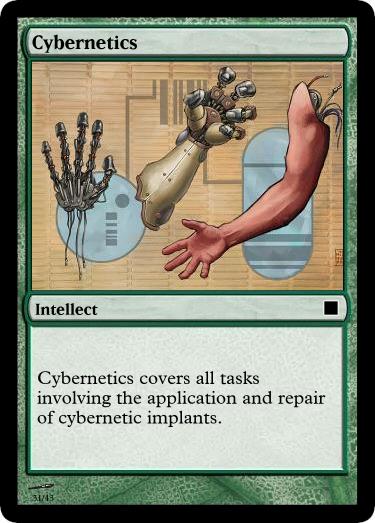 Cybernetics
Intellect
Cybernetics covers all tasks
involving the application and repair
of cybernetic implants.
31/43